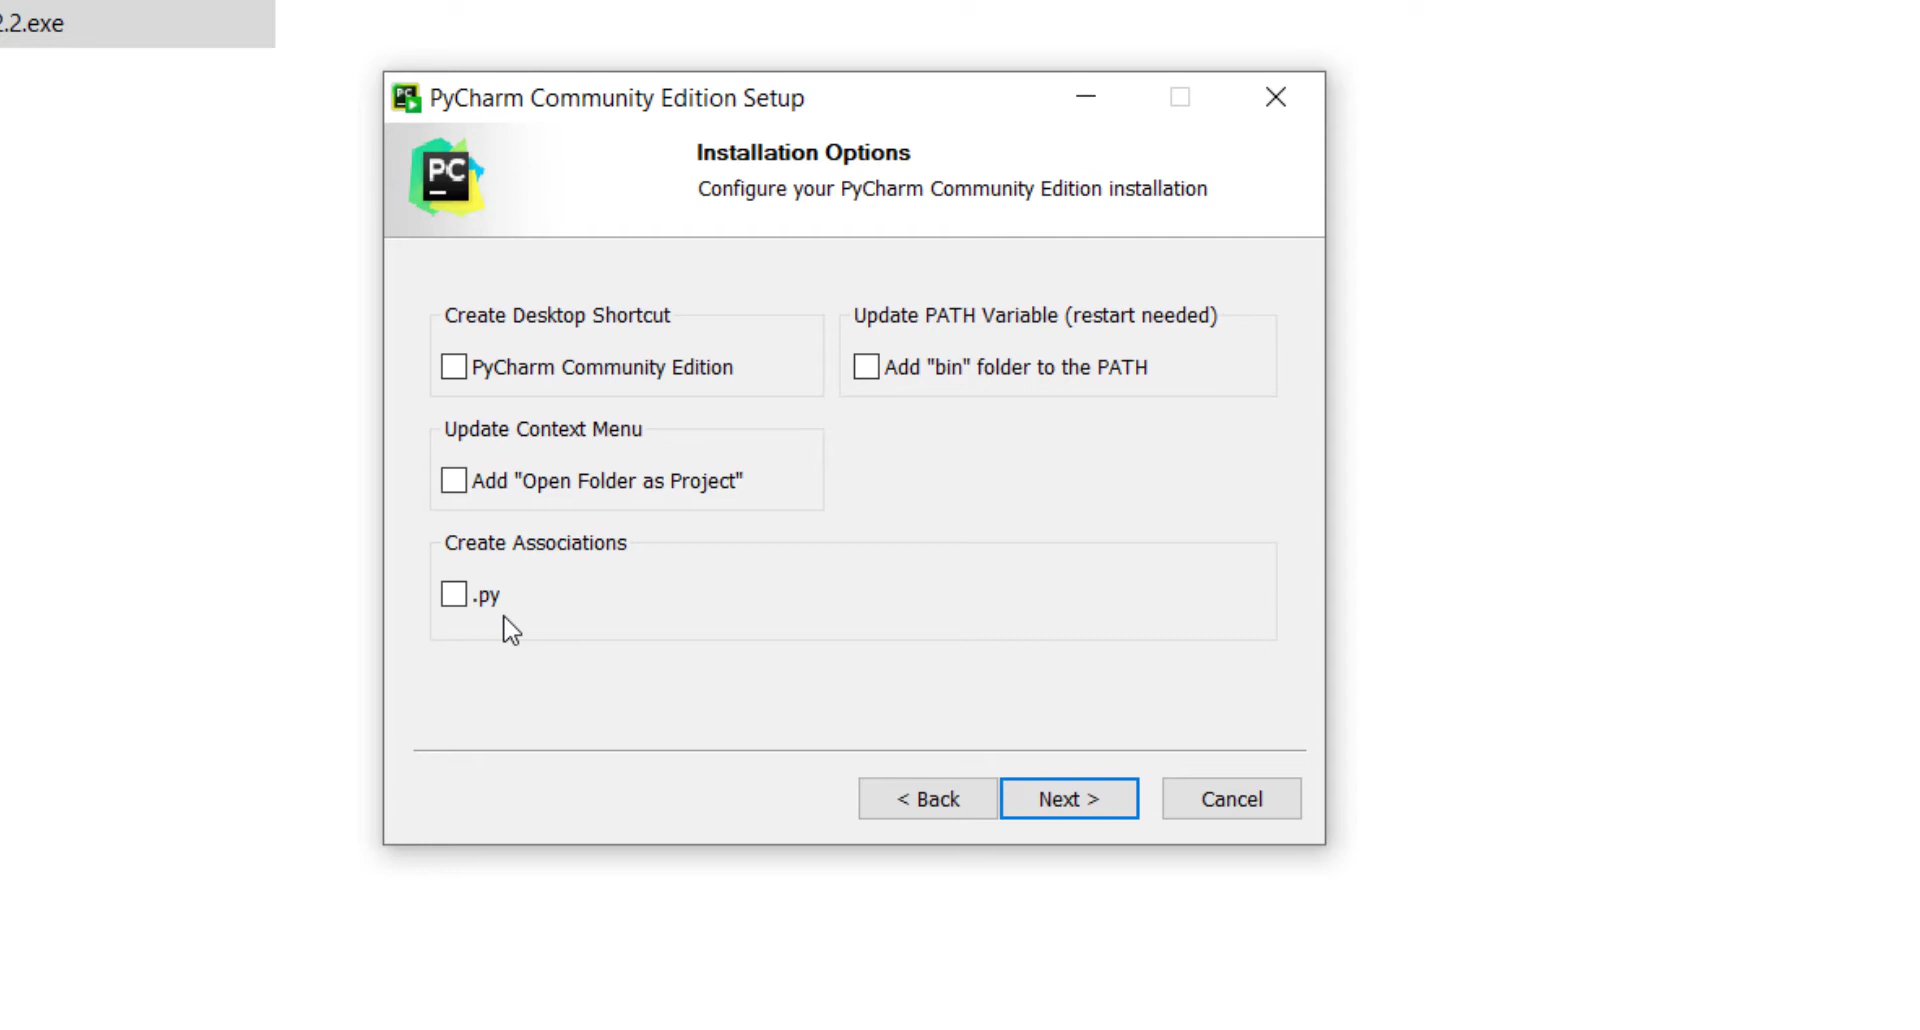 2.2.exe
PC
PyCharm Community Edition Setup
PC
Installation Options
Configure your PyCharm Community Edition installation
Create Desktop Shortcut
PyCharm Community Edition
Update PATH Variable (restart needed)
Add "bin" folder to the PATH
Update Context Menu
Add "Open Folder as Project"
Create Associations
.py
< Back
Next >
Cancel